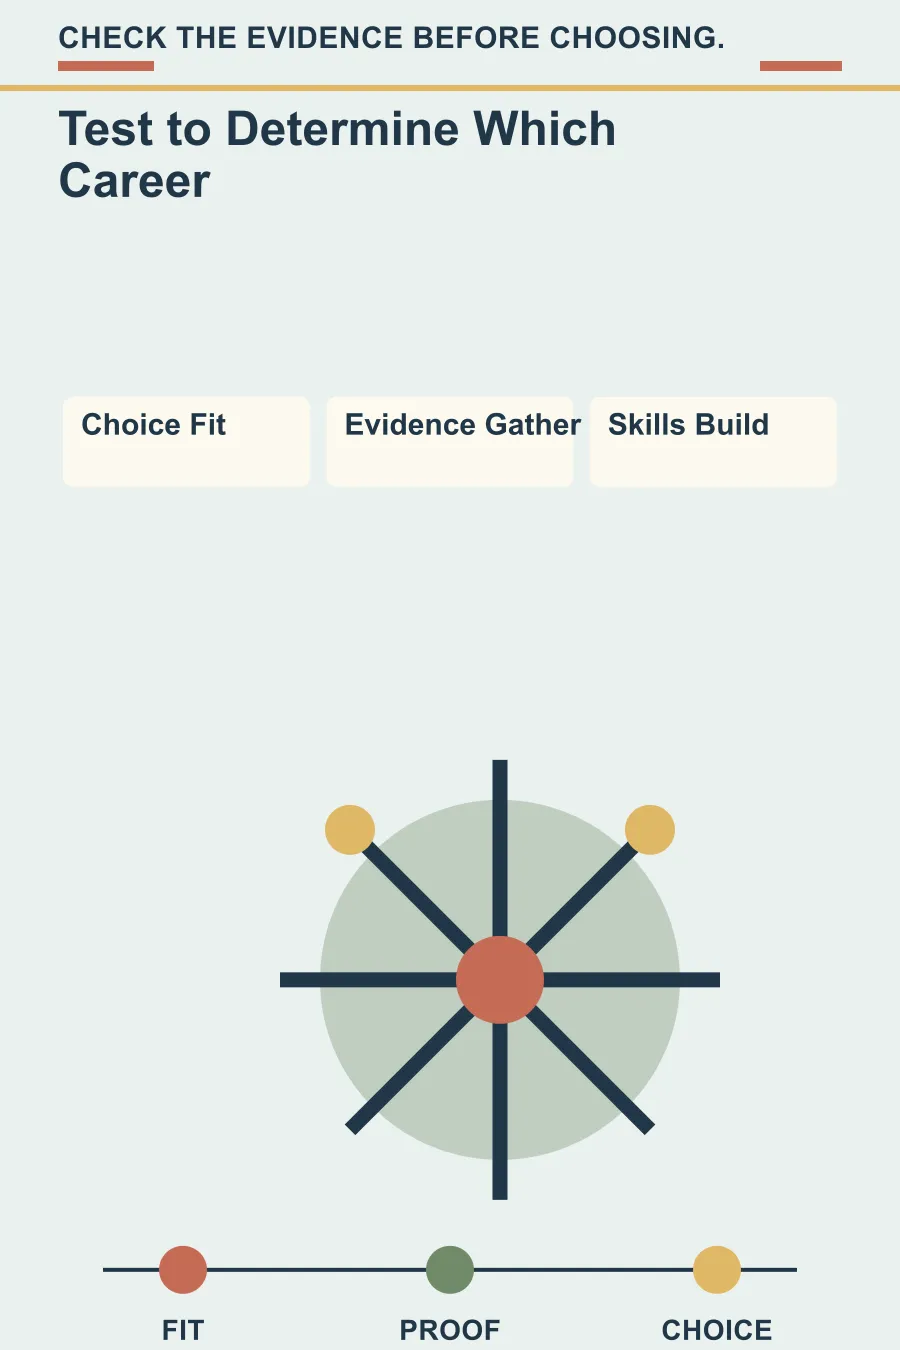 CHECK THE EVIDENCE BEFORE CHOOSING.
Test to Determine Which
Career
Choice Fit
Evidence Gather
Skills Build
FIT
PROOF
CHOICE